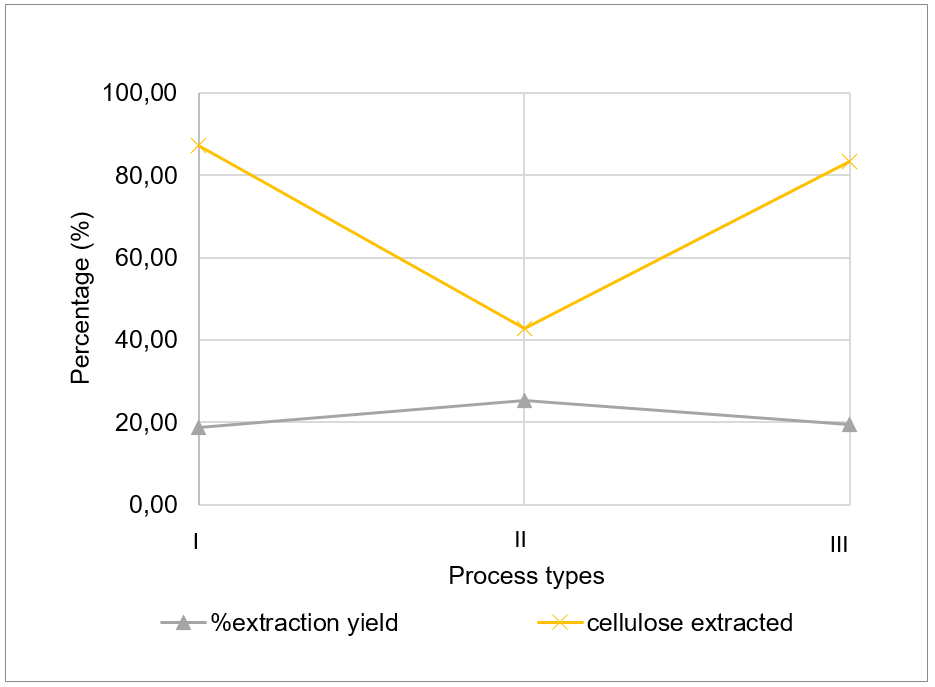 100,00
80,00
60,00
40,00
20,00
0,00
Percentage (%)
I
II
III
Process types
%extraction yield
cellulose extracted